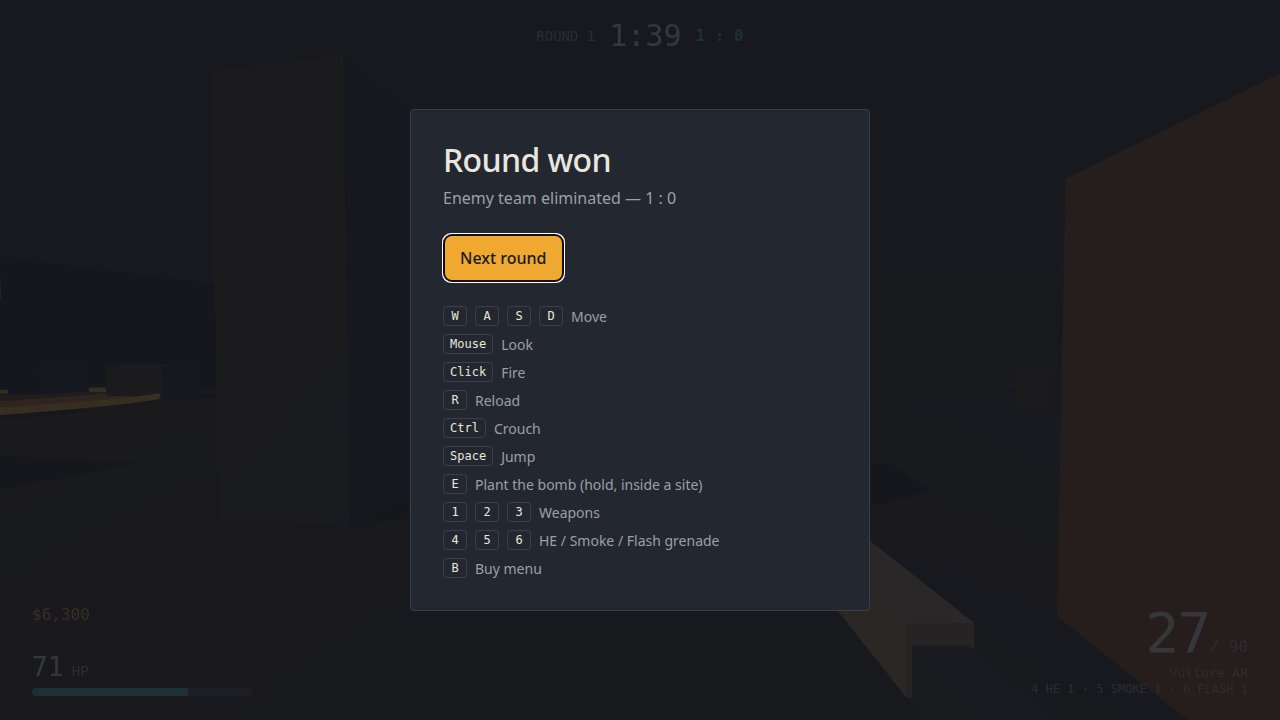 ROUND 1 1:39 1 : 0
Round won
Enemy team eliminated — 1 : 0
Next round
W A S D Move
Mouse Look
Click Fire
R Reload
Ctrl Crouch
Space Jump
E Plant the bomb (hold, inside a site)
1 2 3 Weapons
4 5 6 HE / Smoke / Flash grenade
B Buy menu
$6,300
71 HP
27 / 90
Vulture AR
4 HE 1 · 5 SMOKE 1 · 6 FLASH 1